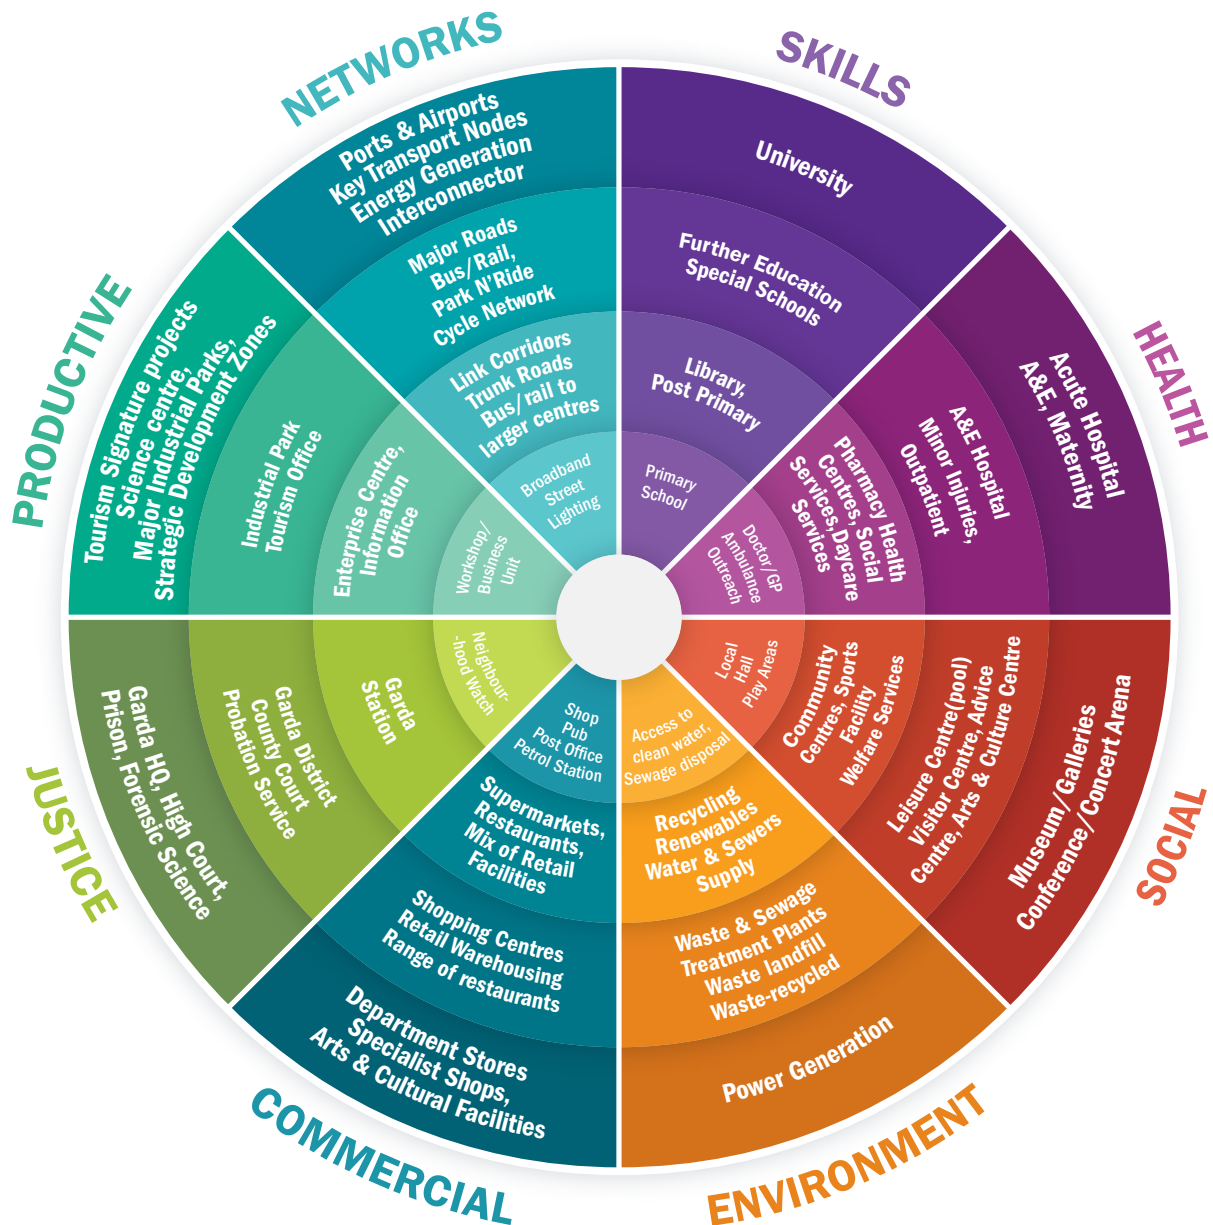 NETWORKS
Ports & Airports
Key Transport Nodes
Energy Generation
Interconnector
Major Roads
Bus/Rail,
Park N'Ride
Cycle Network
Link Corridors
Trunk Roads
Bus/rail to
larger centres
Broadband
Street
Lighting
SKILLS
University
Further Education
Special Schools
Library,
Post Primary
Primary
School
HEALTH
Acute Hospital
A&E, Maternity
A&E Hospital
Minor Injuries,
Outpatient
Pharmacy Health
Centres, Social
Services,Daycare
Services
Doctor/GP
Ambulance
Outreach
SOCIAL
Museum/Galleries
Conference/Concert Arena
Leisure Centre(pool)
Visitor Centre, Advice
Centre, Arts & Culture Centre
Community
Centres, Sports
Facility
Welfare Services
Local
Hall
Play Areas
ENVIRONMENT
Access to
clean water,
Sewage disposal
Recycling
Renewables
Water & Sewers
Supply
Waste & Sewage
Treatment Plants
Waste landfill
Waste-recycled
Power Generation
COMMERCIAL
Shop
Pub
Post Office
Petrol Station
Supermarkets,
Restaurants,
Mix of Retail
Facilities
Shopping Centres
Retail Warehousing
Range of restaurants
Department Stores
Specialist Shops,
Arts & Cultural Facilities
JUSTICE
Neighbour-
-hood Watch
Garda
Station
Garda District
County Court
Probation Service
Garda HQ, High Court,
Prison, Forensic Science
PRODUCTIVE
Tourism Signature projects
Science centre,
Major Industrial Parks,
Strategic Development Zones
Industrial Park
Tourism Office
Enterprise Centre,
Information
Office
Workshop/
Business
Unit